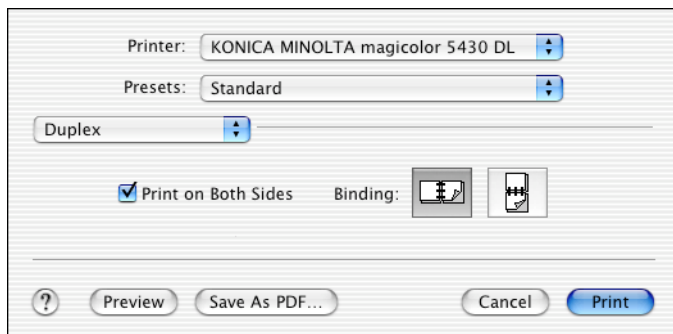 Printer: KONICA MINOLTA magicolor 5430 DL
Presets: Standard
Duplex
Print on Both Sides Binding:
? Preview Save As PDF... Cancel Print